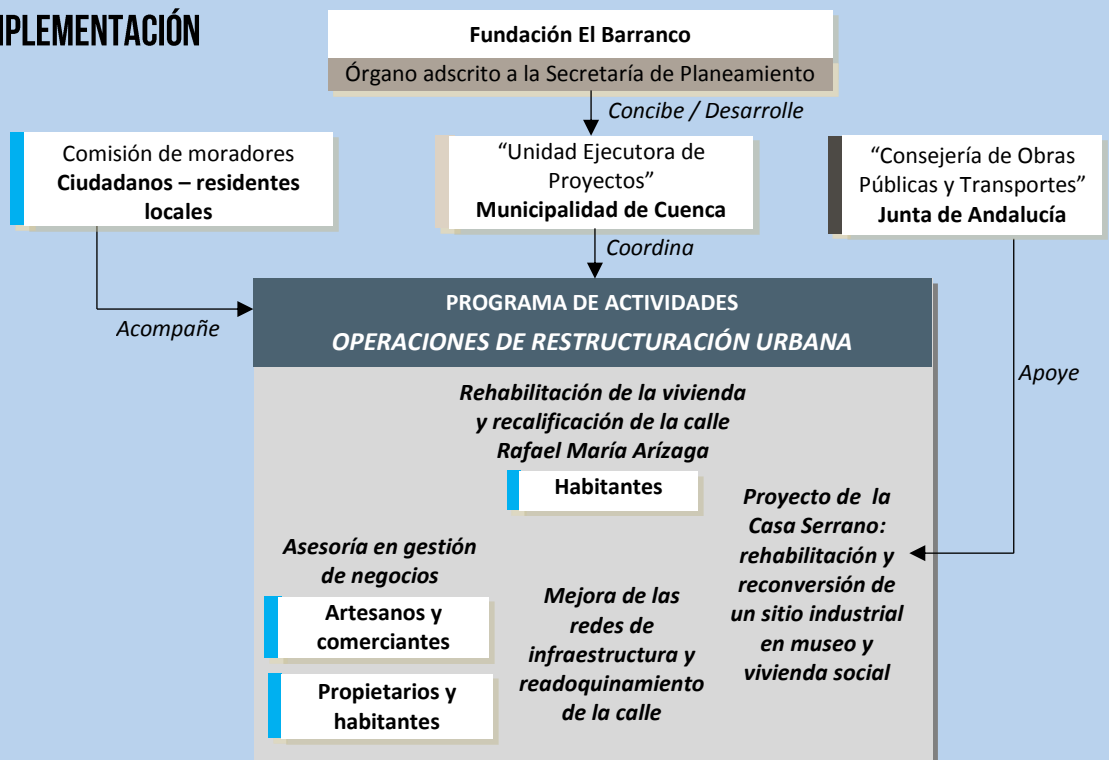 MPLEMENTACIÓN
Fundación El Barranco
Órgano adscrito a la Secretaría de Planeamiento
Concibe / Desarrolle
Comisión de moradores
Ciudadanos – residentes
locales
“Unidad Ejecutora de
Proyectos”
Municipalidad de Cuenca
“Consejería de Obras
Públicas y Transportes”
Junta de Andalucía
Coordina
Acompañe
Apoye
PROGRAMA DE ACTIVIDADES
OPERACIONES DE RESTRUCTURACIÓN URBANA
Rehabilitación de la vivienda
y recalificación de la calle
Rafael María Arízaga
Habitantes
Asesoría en gestión
de negocios
Artesanos y
comerciantes
Propietarios y
habitantes
Mejora de las
redes de
infraestructura y
readoquinamiento
de la calle
Proyecto de la
Casa Serrano:
rehabilitación y
reconversión de
un sitio industrial
en museo y
vivienda social